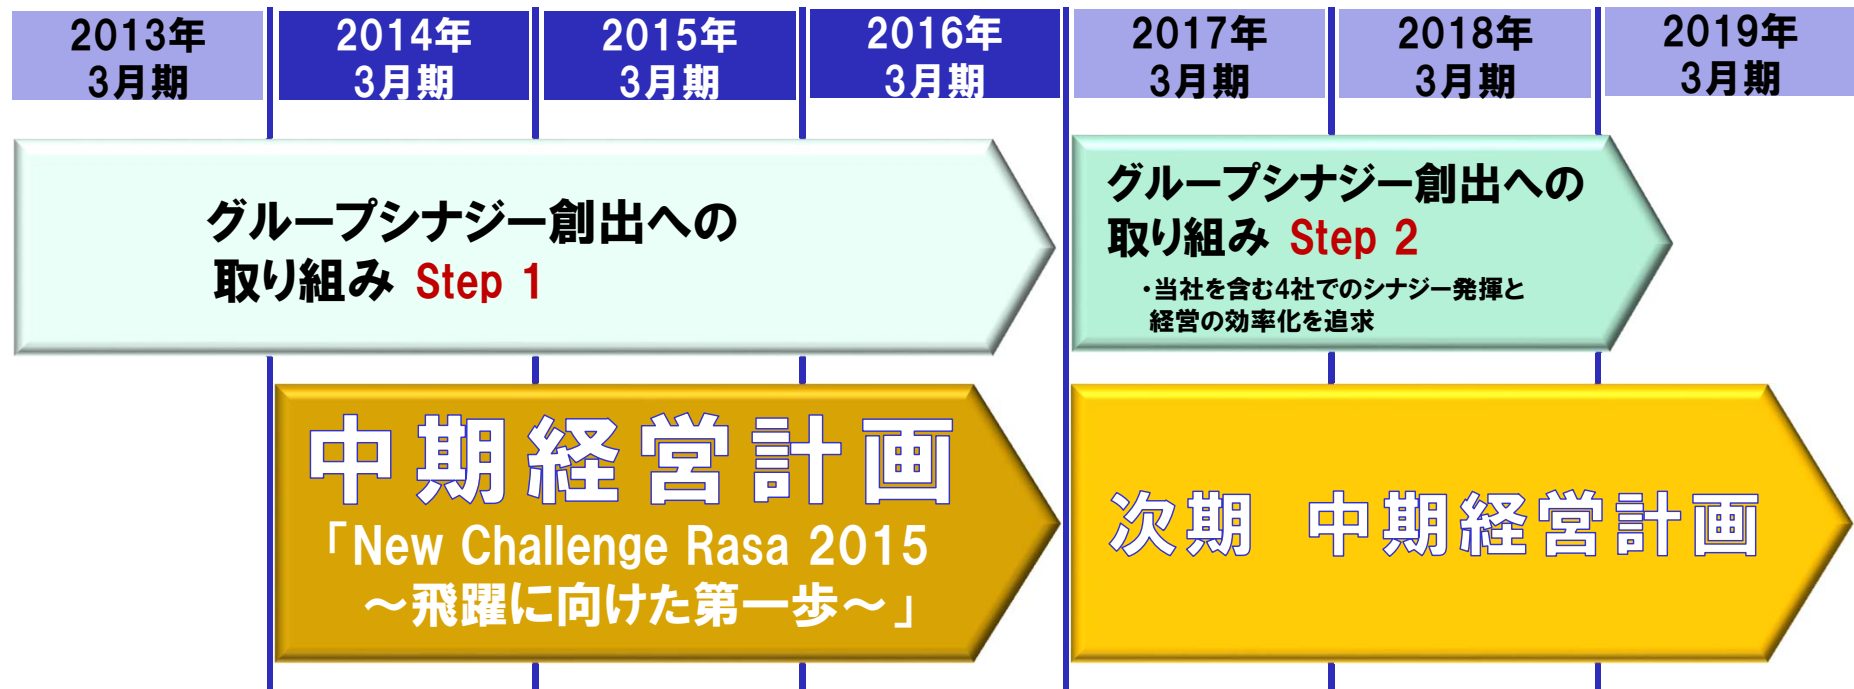 2013年
3月期
2014年
3月期
2015年
3月期
2016年
3月期
2017年
3月期
2018年
3月期
2019年
3月期
グループシナジー創出への
取り組み Step 1
グループシナジー創出への
取り組み Step 2
・当社を含む4社でのシナジー発揮と
経営の効率化を追求
中期経営計画
「New Challenge Rasa 2015
～飛躍に向けた第一歩～」
次期 中期経営計画